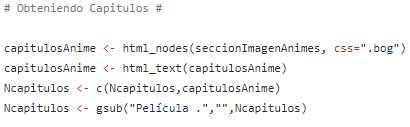 # Obteniendo Capitulos #
capitulosAnime <- html_nodes(seccionImagenAnimes, css=".bog")
capitulosAnime <- html_text(capitulosAnime)
Ncapitulos <- c(Ncapitulos,capitulosAnime)
Ncapitulos <- gsub("Película .","",Ncapitulos)